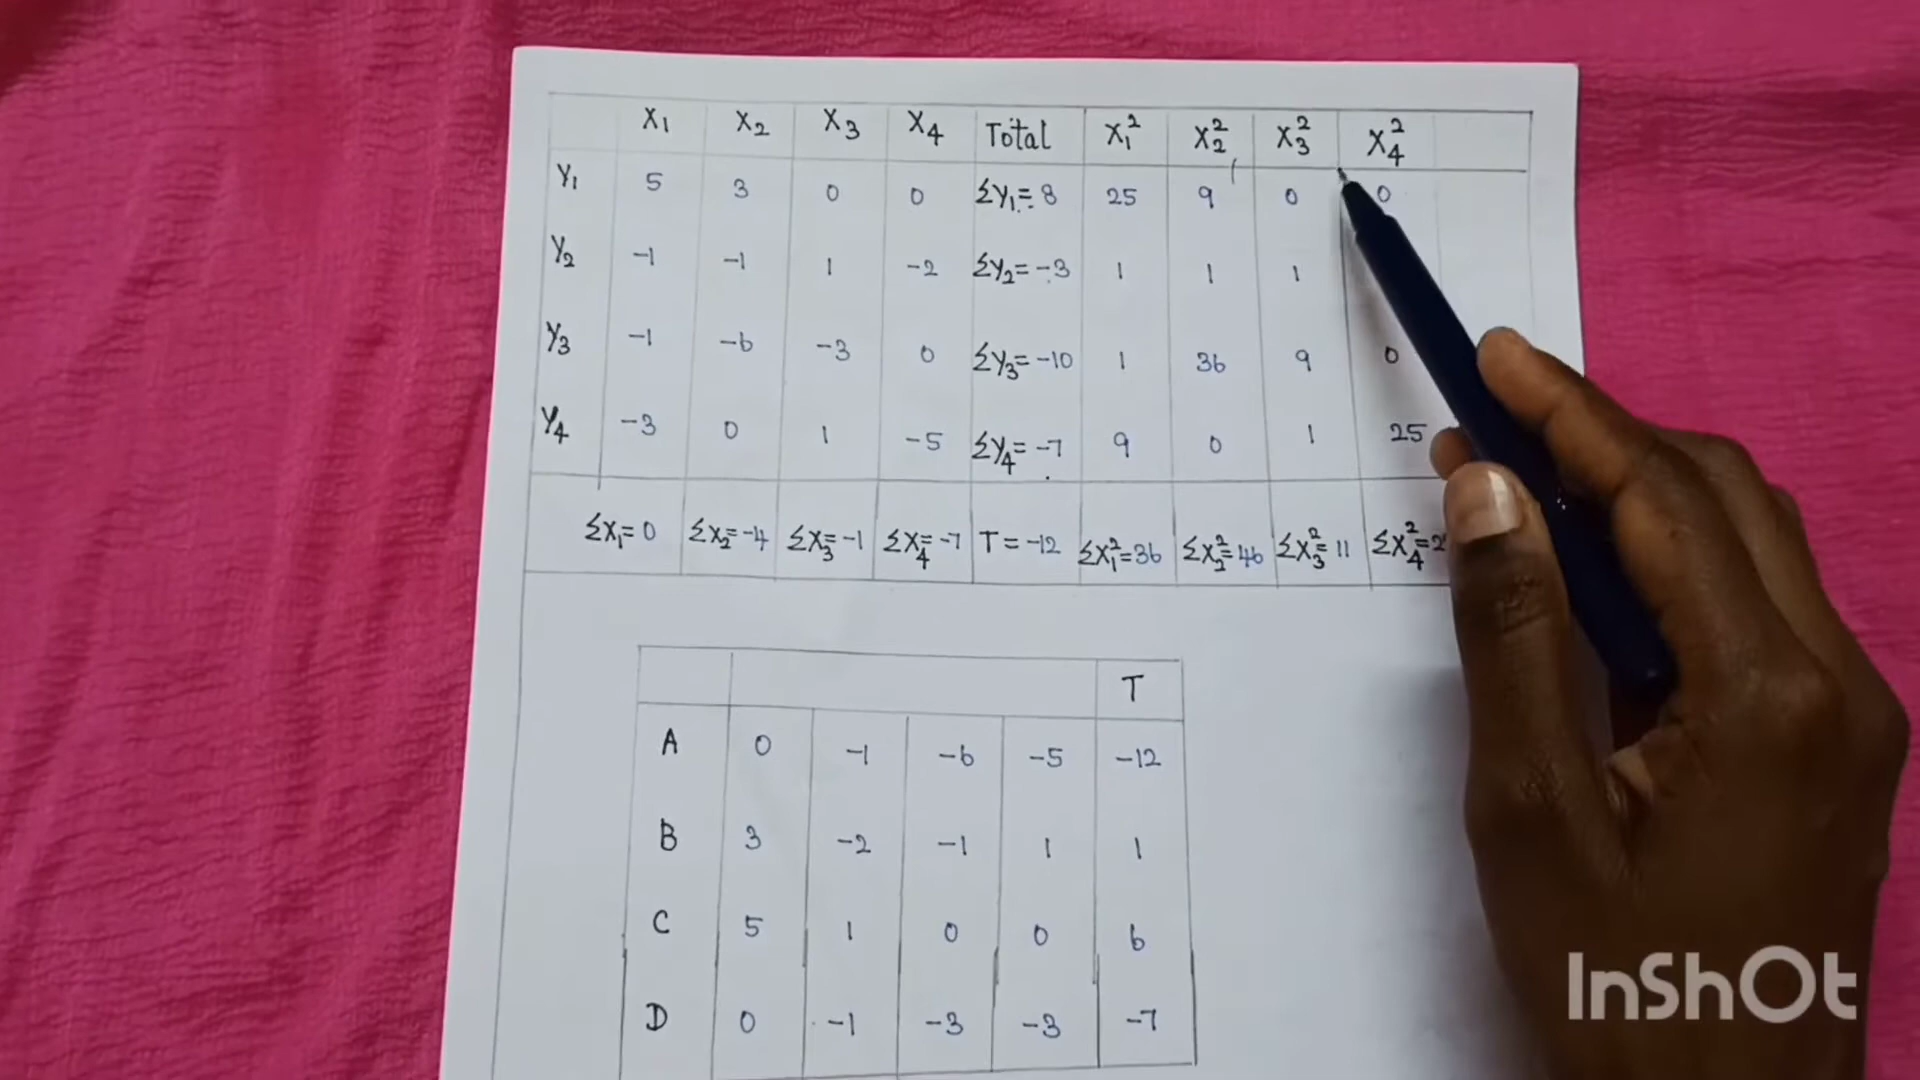 X₁ X₂ X₃ X₄ Total X₁² X₂² X₃² X₄²
Y₁ 5 3 0 0 ΣY₁= 8 25 9 0 0
Y₂ -1 -1 1 -2 ΣY₂= -3 1 1 1
Y₃ -1 -6 -3 0 ΣY₃= -10 1 36 9 0
Y₄ -3 0 1 -5 ΣY₄= -7 9 0 1 25
ΣX₁= 0 ΣX₂= -4 ΣX₃= -1 ΣX₄= -7 T = -12 ΣX₁²= 36 ΣX₂²= 46 ΣX₃²= 11 ΣX₄²= 2
T
A 0 -1 -6 -5 -12
B 3 -2 -1 1 1
C 5 1 0 0 6
D 0 -1 -3 -3 -7
InShOt